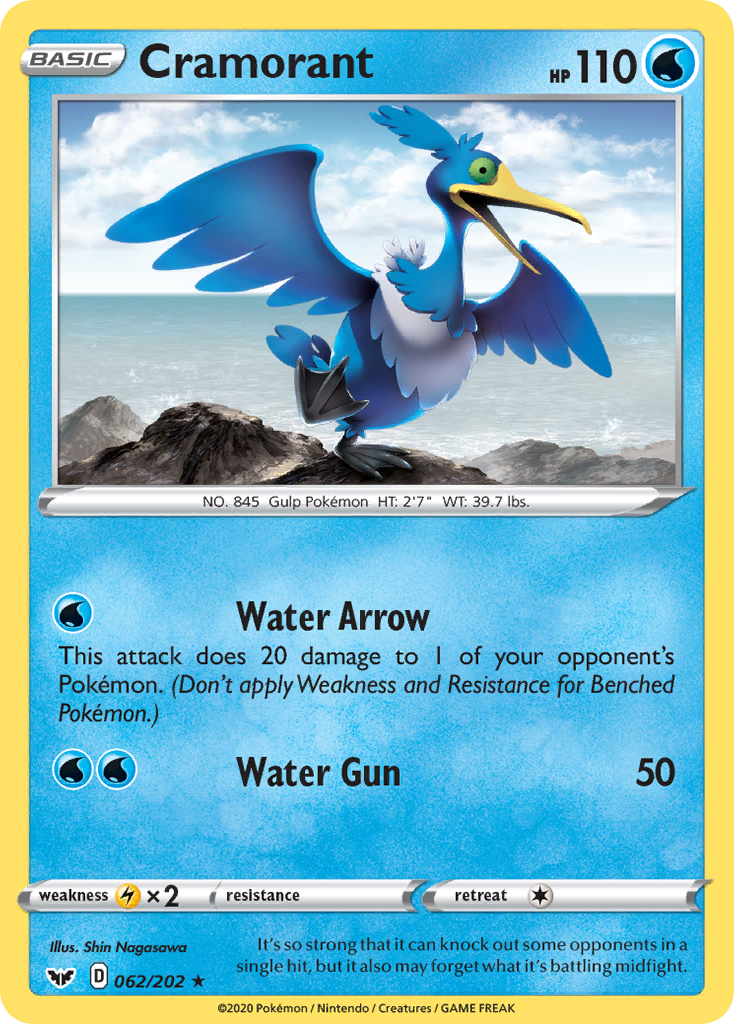 BASIC Cramorant HP 110
NO. 845 Gulp Pokémon HT: 2'7" WT: 39.7 lbs.
Water Arrow
This attack does 20 damage to 1 of your opponent's
Pokémon. (Don't apply Weakness and Resistance for Benched
Pokémon.)
Water Gun 50
weakness ×2 resistance retreat
Illus. Shin Nagasawa
It's so strong that it can knock out some opponents in a
single hit, but it also may forget what it's battling midfight.
D 062/202 ★
©2020 Pokémon / Nintendo / Creatures / GAME FREAK